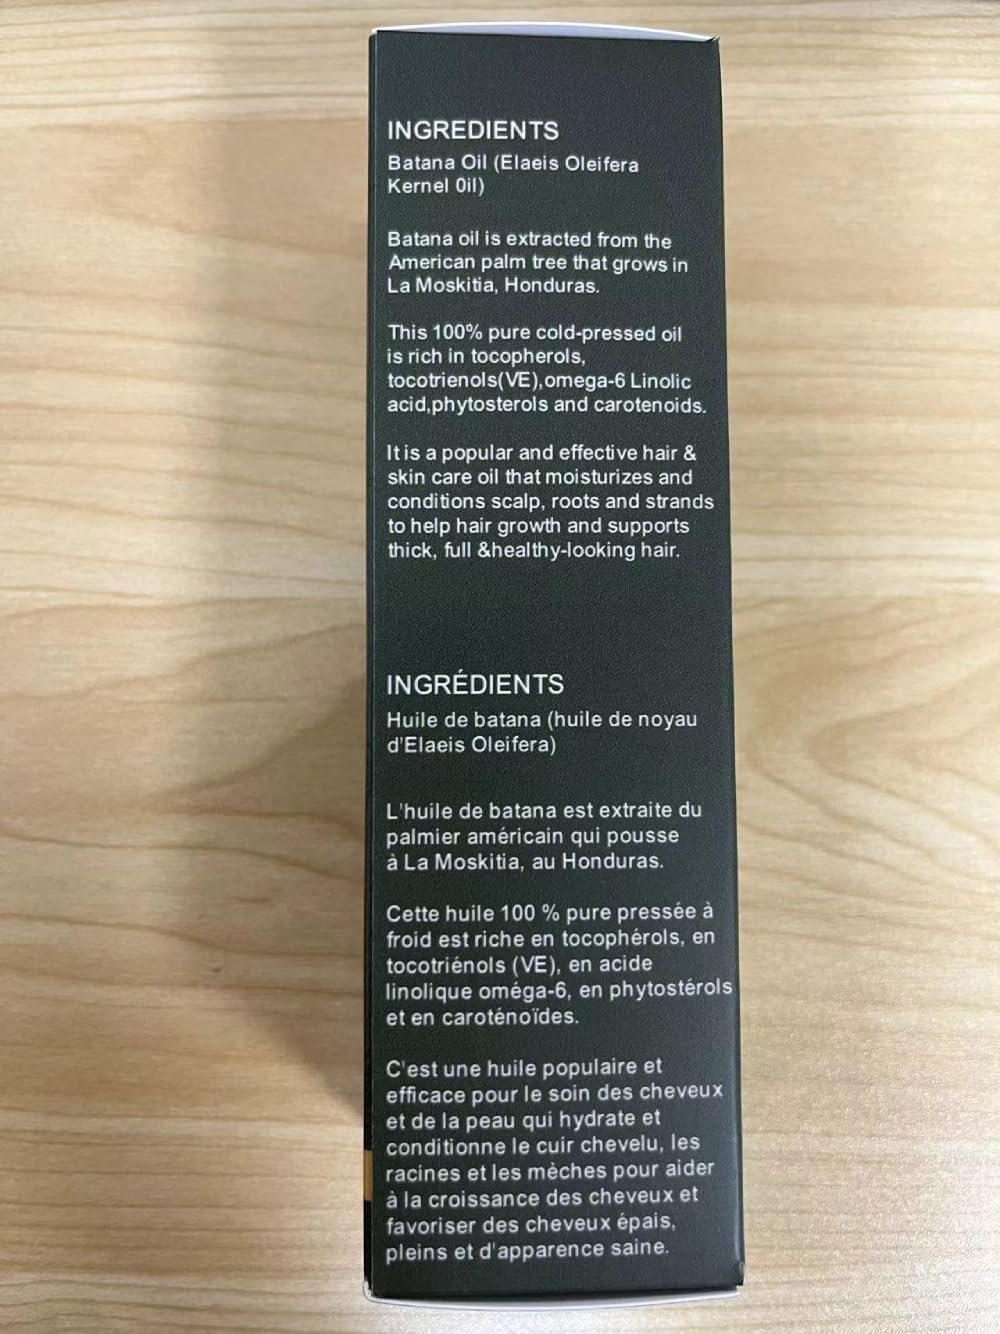 INGREDIENTS
Batana Oil (Elaeis Oleifera
Kernel 0il)
Batana oil is extracted from the
American palm tree that grows in
La Moskitia, Honduras.
This 100% pure cold-pressed oil
is rich in tocopherols,
tocotrienols(VE),omega-6 Linolic
acid,phytosterols and carotenoids.
It is a popular and effective hair &
skin care oil that moisturizes and
conditions scalp, roots and strands
to help hair growth and supports
thick, full &healthy-looking hair.
INGRÉDIENTS
Huile de batana (huile de noyau
d'Elaeis Oleifera)
L'huile de batana est extraite du
palmier américain qui pousse
à La Moskitia, au Honduras.
Cette huile 100 % pure pressée à
froid est riche en tocophérols, en
tocotriénols (VE), en acide
linolique oméga-6, en phytostérols
et en caroténoïdes.
C'est une huile populaire et
efficace pour le soin des cheveux
et de la peau qui hydrate et
conditionne le cuir chevelu, les
racines et les mèches pour aider
à la croissance des cheveux et
favoriser des cheveux épais,
pleins et d'apparence saine.